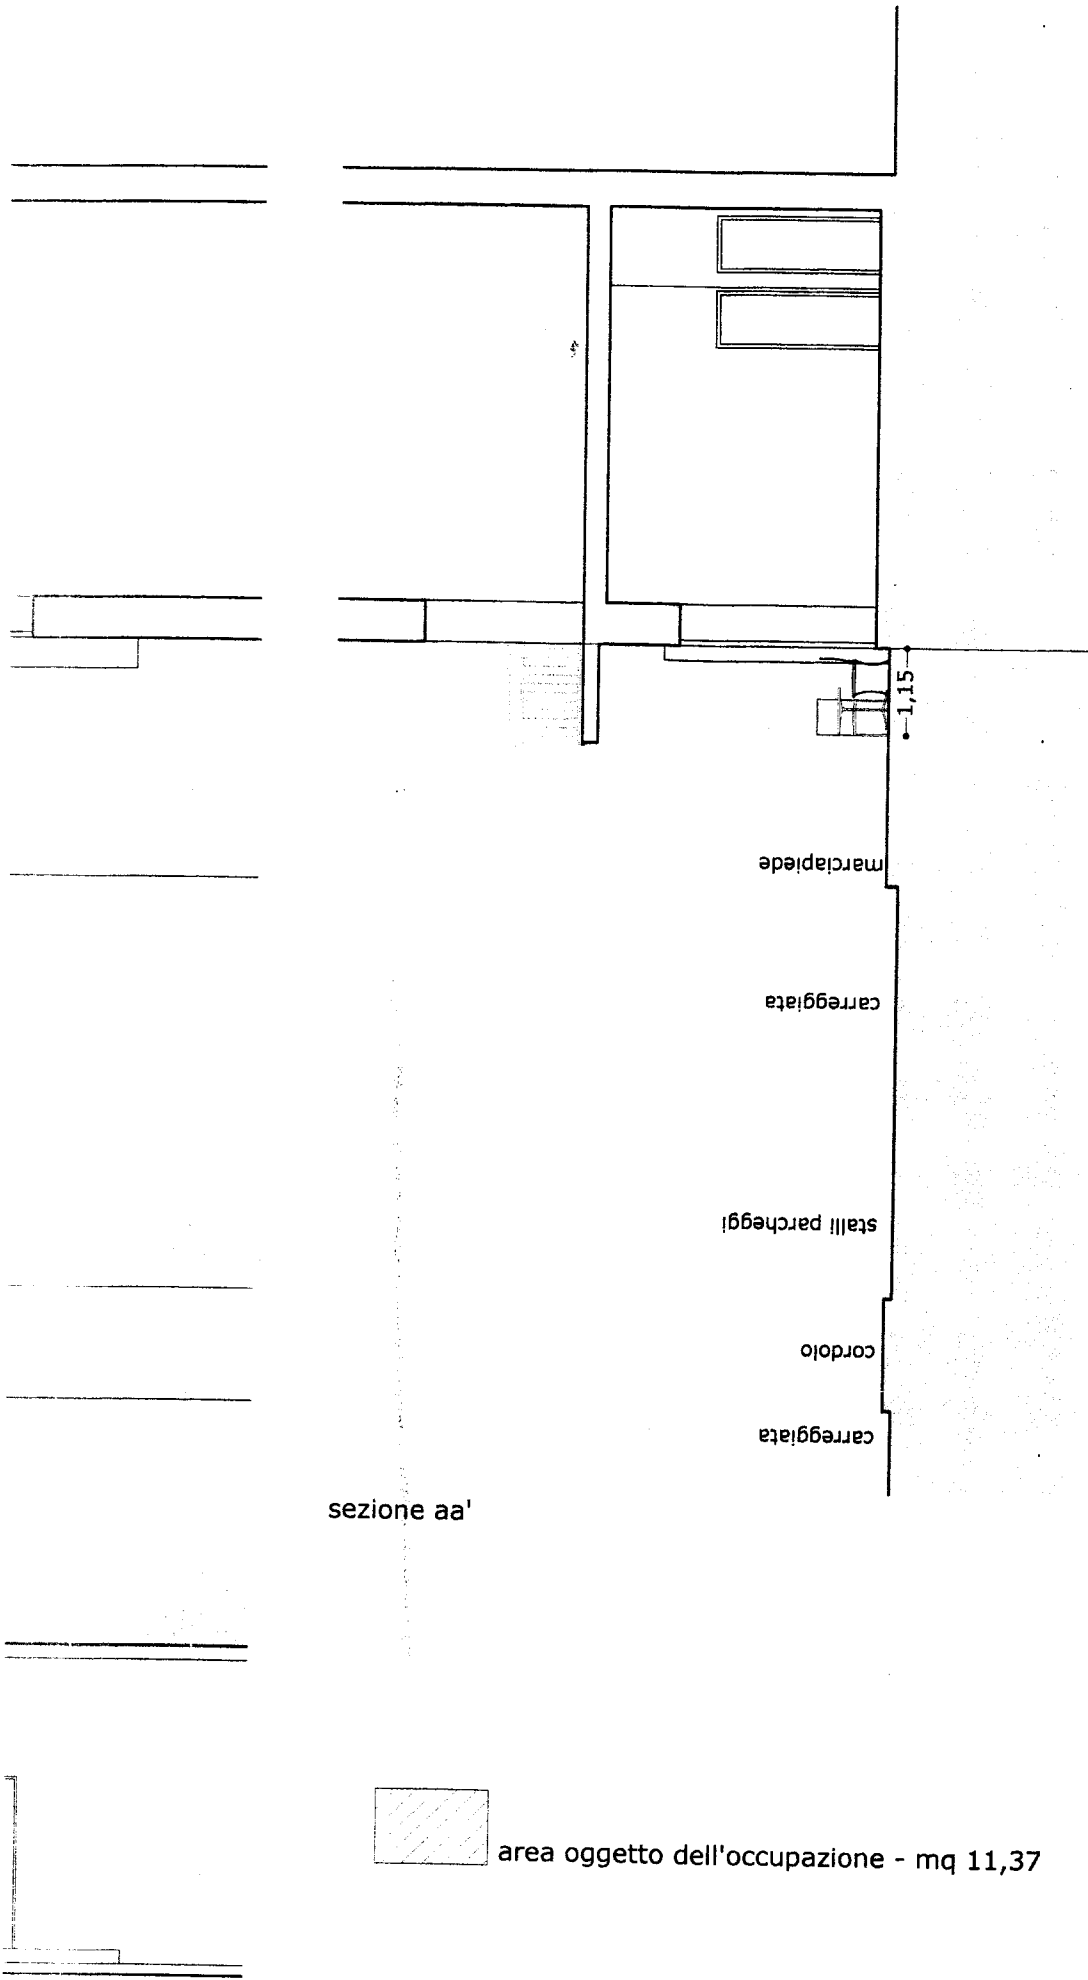 1,15
marciapiede
carreggiata
stalli parcheggi
cordolo
carreggiata
sezione aa'
area oggetto dell'occupazione - mq 11,37